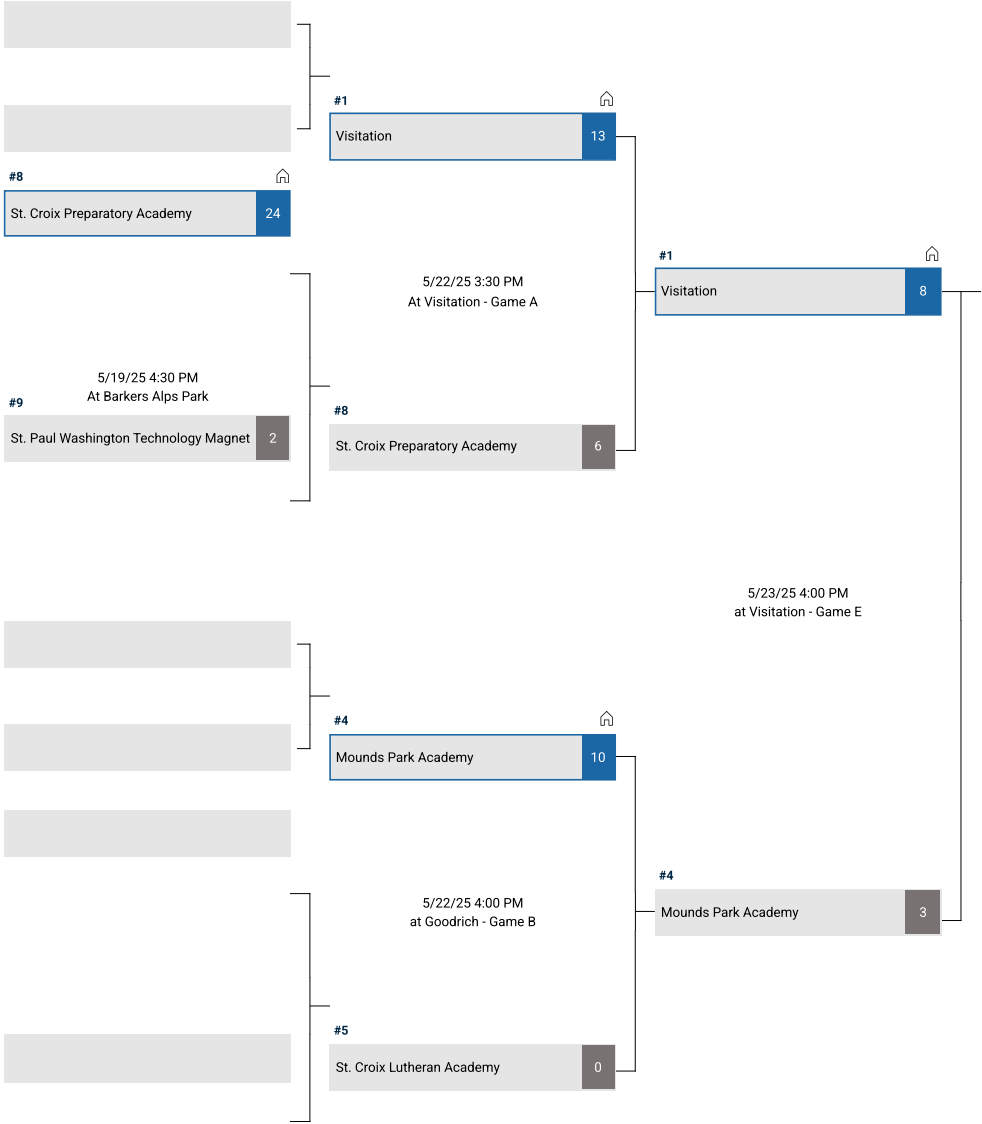 #8
St. Croix Preparatory Academy 24
5/19/25 4:30 PM
At Barkers Alps Park
#9
St. Paul Washington Technology Magnet 2
#1
Visitation 13
5/22/25 3:30 PM
At Visitation - Game A
#8
St. Croix Preparatory Academy 6
#4
Mounds Park Academy 10
5/22/25 4:00 PM
at Goodrich - Game B
#5
St. Croix Lutheran Academy 0
#1
Visitation 8
5/23/25 4:00 PM
at Visitation - Game E
#4
Mounds Park Academy 3